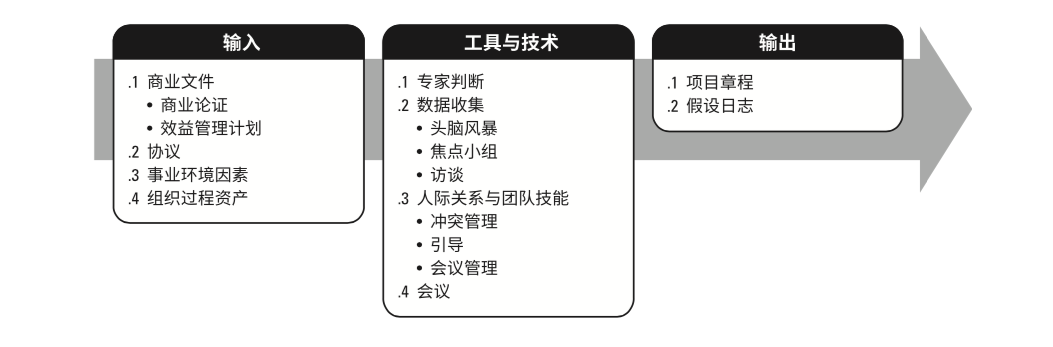 输入
.1 商业文件
• 商业论证
• 效益管理计划
.2 协议
.3 事业环境因素
.4 组织过程资产
工具与技术
.1 专家判断
.2 数据收集
• 头脑风暴
• 焦点小组
• 访谈
.3 人际关系与团队技能
• 冲突管理
• 引导
• 会议管理
.4 会议
输出
.1 项目章程
.2 假设日志